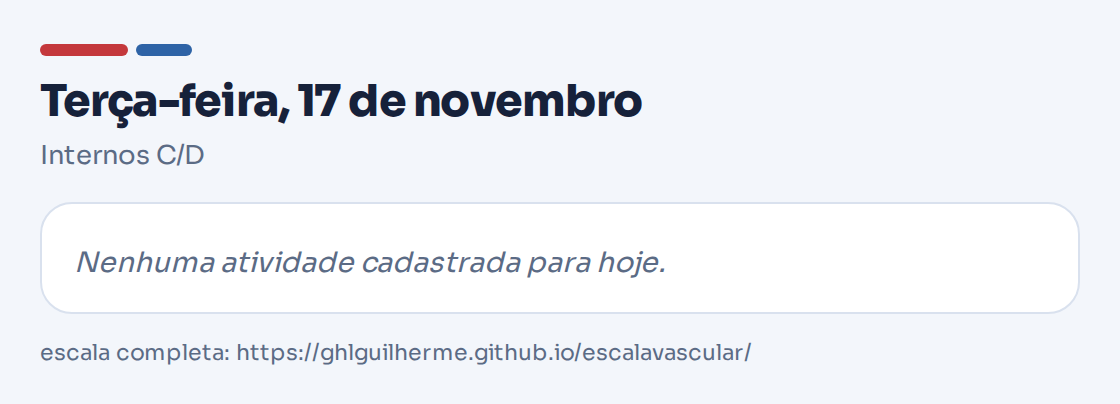 Terça-feira, 17 de novembro
Internos C/D
Nenhuma atividade cadastrada para hoje.
escala completa: https://ghlguilherme.github.io/escalavascular/